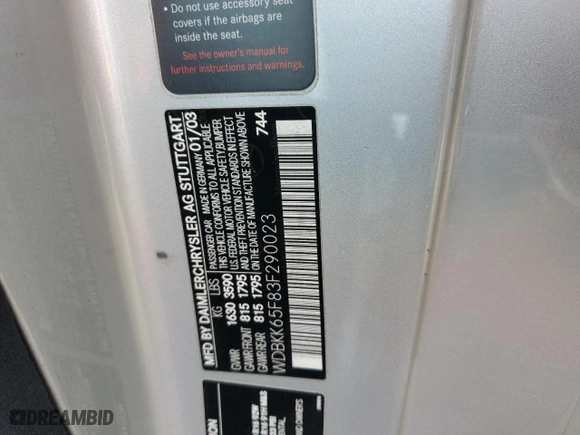 • Do not use accessory seat
covers if the airbags are
inside the seat.
See the owner's manual for
further instructions and warnings.
MFD BY DAIMLERCHRYSLER AG STUTTGART
PASSENGER CAR MADE IN GERMANY 01/03
KG LBS THIS VEHICLE CONFORMS TO ALL APPLICABLE
GVWR 1630 3590 U.S. FEDERAL MOTOR VEHICLE SAFETY, BUMPER
GAWR FRONT 815 1795 AND THEFT PREVENTION STANDARDS IN EFFECT
GAWR REAR 815 1795 ON THE DATE OF MANUFACTURE SHOWN ABOVE
WDBKK65F83F290023 744
DREAMBID